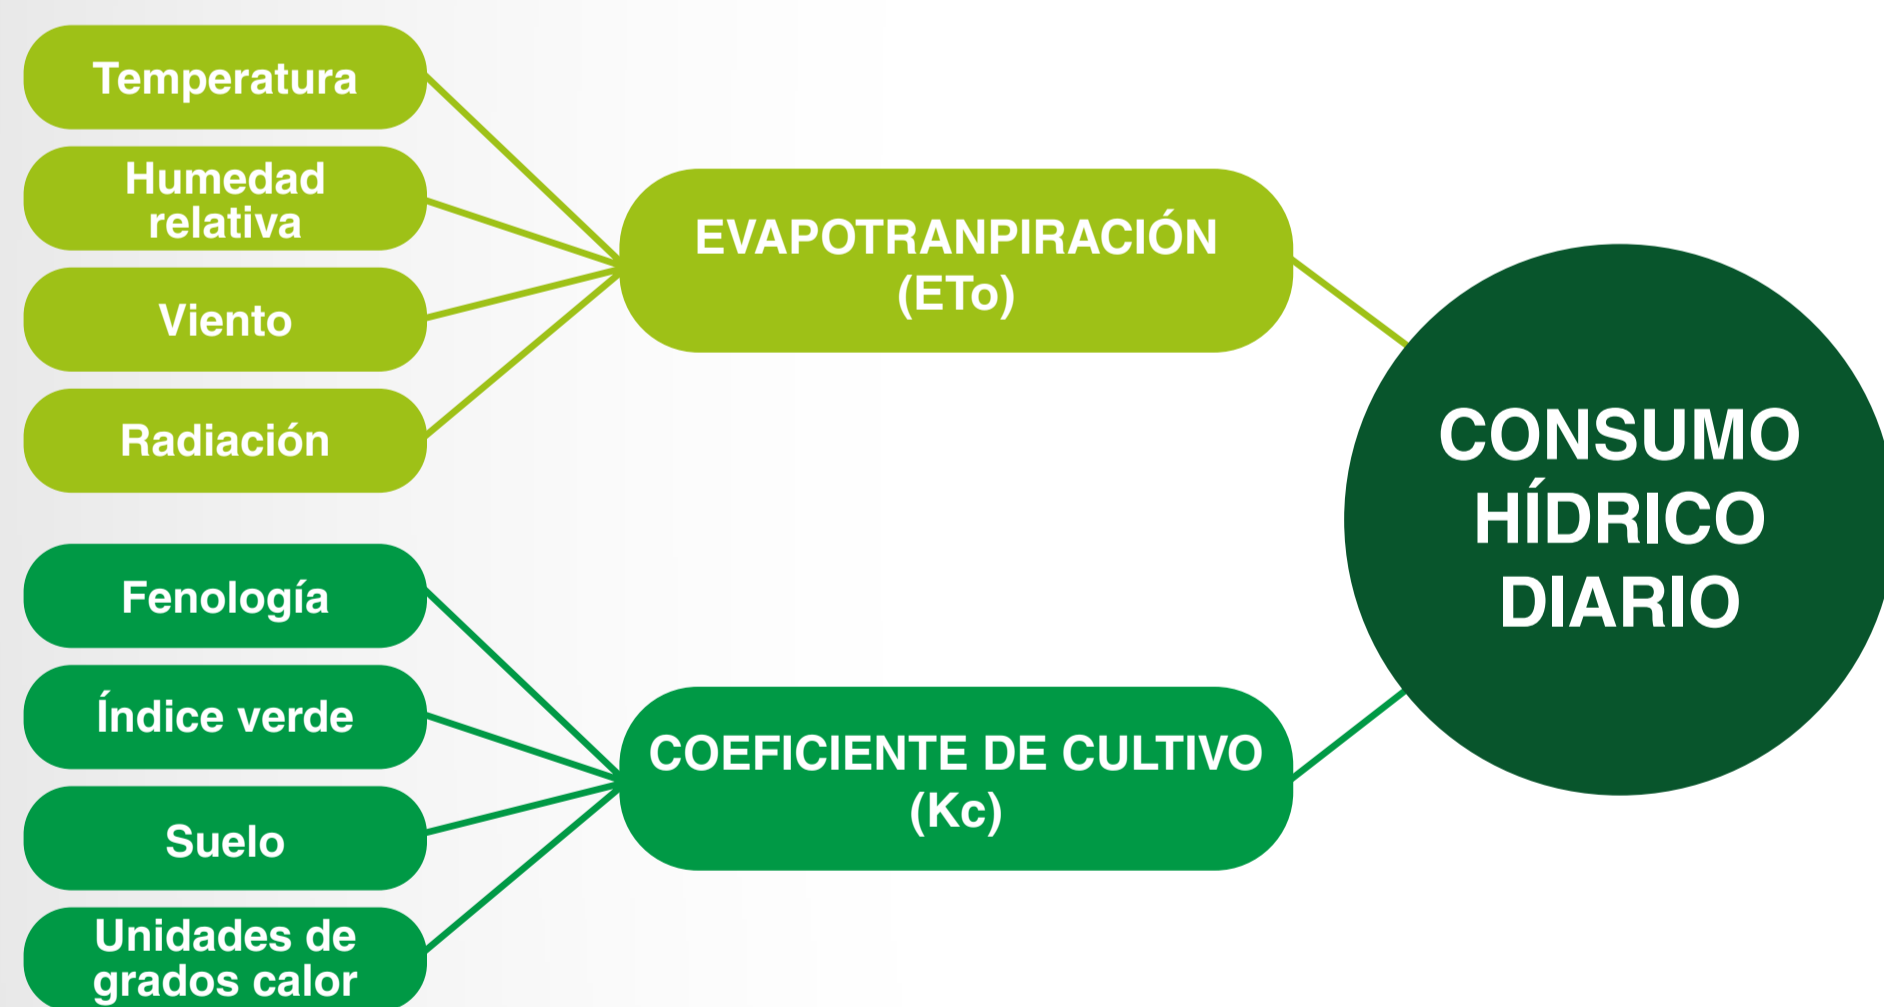 Temperatura
Humedad
relativa
Viento
Radiación
EVAPOTRANPIRACIÓN
(ETo)
Fenología
Índice verde
Suelo
Unidades de
grados calor
COEFICIENTE DE CULTIVO
(Kc)
CONSUMO
HÍDRICO
DIARIO